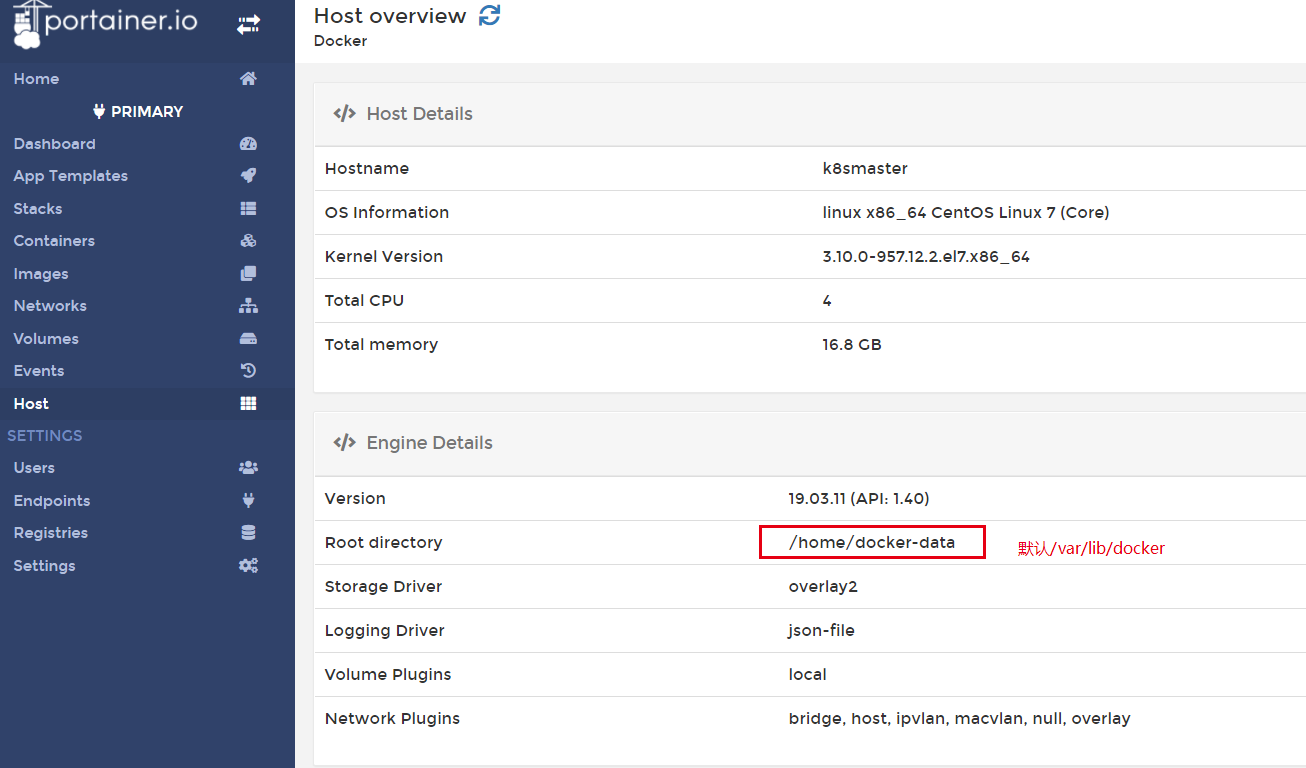 portainer.io
Home
PRIMARY
Dashboard
App Templates
Stacks
Containers
Images
Networks
Volumes
Events
Host
SETTINGS
Users
Endpoints
Registries
Settings
Host overview
Docker
</> Host Details
Hostname k8smaster
OS Information linux x86_64 CentOS Linux 7 (Core)
Kernel Version 3.10.0-957.12.2.el7.x86_64
Total CPU 4
Total memory 16.8 GB
</> Engine Details
Version 19.03.11 (API: 1.40)
Root directory /home/docker-data 默认/var/lib/docker
Storage Driver overlay2
Logging Driver json-file
Volume Plugins local
Network Plugins bridge, host, ipvlan, macvlan, null, overlay